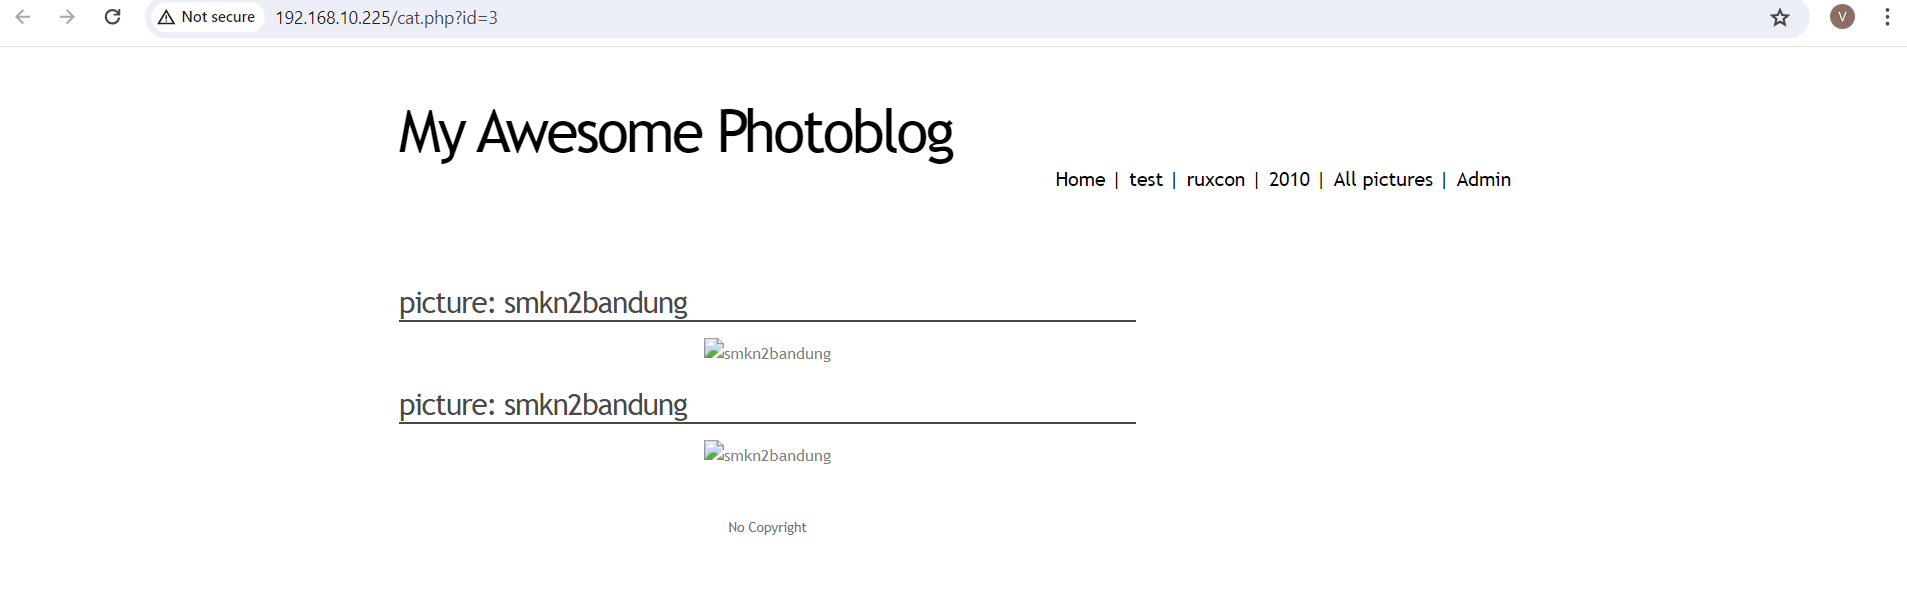 Not secure 192.168.10.225/cat.php?id=3 V
My Awesome Photoblog
Home | test | ruxcon | 2010 | All pictures | Admin
picture: smkn2bandung
smkn2bandung
picture: smkn2bandung
smkn2bandung
No Copyright